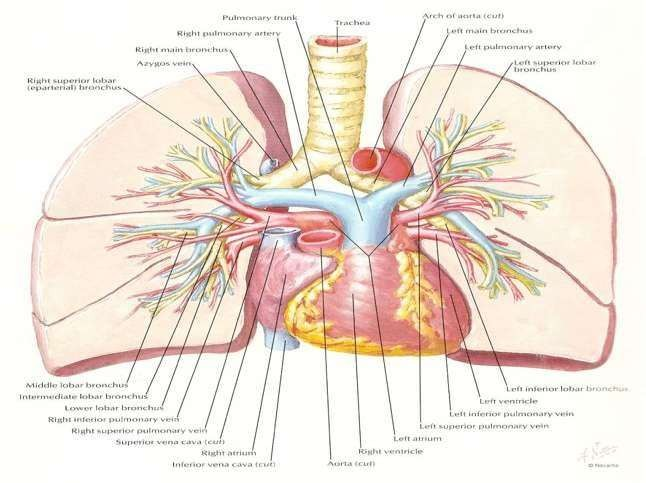 Pulmonary trunk
Trachea
Arch of aorta (cut)
Right pulmonary artery
Left main bronchus
Right main bronchus
Left pulmonary artery
Azygos vein
Left superior lobar
bronchus
Right superior lobar
(eparterial) bronchus
Middle lobar bronchus
Intermediate lobar bronchus
Lower lobar bronchus
Right inferior pulmonary vein
Right superior pulmonary vein
Superior vena cava (cut)
Right atrium
Inferior vena cava (cut)
Aorta (cut)
Right ventricle
Left atrium
Left superior pulmonary vein
Left inferior pulmonary vein
Left ventricle
Left inferior lobar bronchus
© Novartis